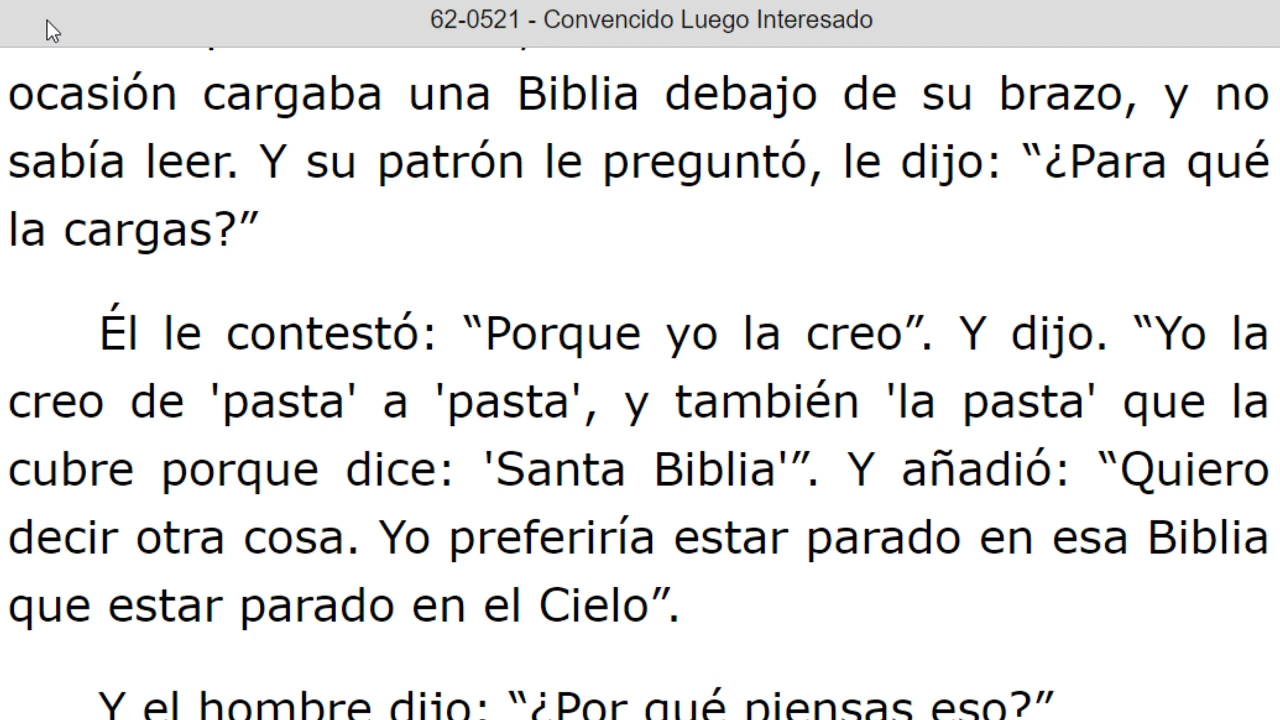 62-0521 - Convencido Luego Interesado
ocasión cargaba una Biblia debajo de su brazo, y no
sabía leer. Y su patrón le preguntó, le dijo: “¿Para qué
la cargas?”
Él le contestó: “Porque yo la creo”. Y dijo. “Yo la
creo de 'pasta' a 'pasta', y también 'la pasta' que la
cubre porque dice: 'Santa Biblia'”. Y añadió: “Quiero
decir otra cosa. Yo preferiría estar parado en esa Biblia
que estar parado en el Cielo”.
Y el hombre dijo: “¿Por qué piensas eso?”